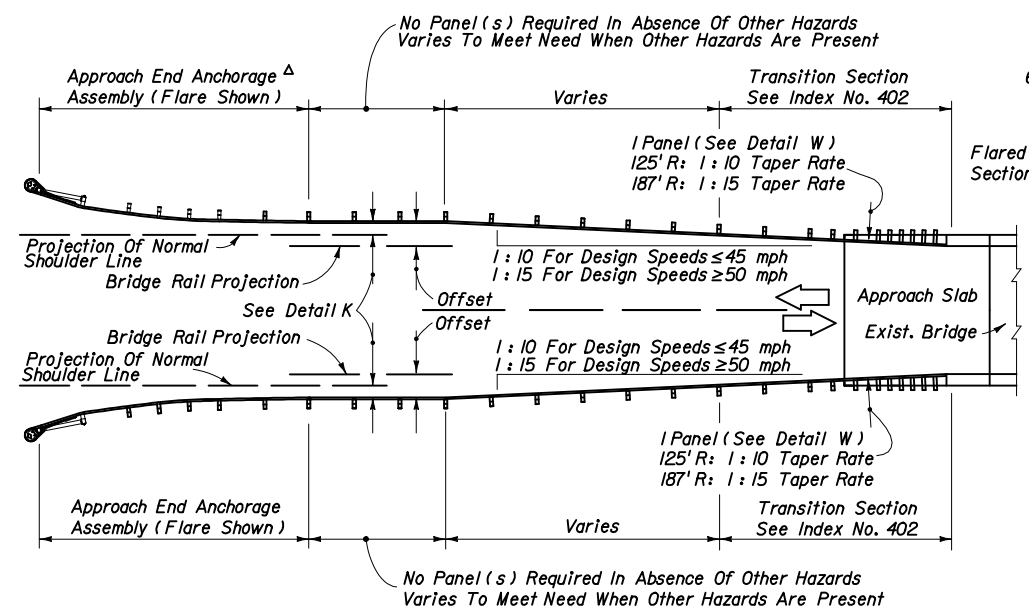 No Panel(s) Required In Absence Of Other Hazards
Varies To Meet Need When Other Hazards Are Present
Approach End Anchorage Δ
Assembly (Flare Shown)
Varies
Transition Section
See Index No. 402
1 Panel (See Detail W)
125' R: 1:10 Taper Rate
187' R: 1:15 Taper Rate
Flared
Section
Projection Of Normal
Shoulder Line
Bridge Rail Projection
1:10 For Design Speeds ≤ 45 mph
1:15 For Design Speeds ≥ 50 mph
See Detail K
Offset
Offset
Approach Slab
Exist. Bridge
Bridge Rail Projection
Projection Of Normal
Shoulder Line
1:10 For Design Speeds ≤ 45 mph
1:15 For Design Speeds ≥ 50 mph
1 Panel (See Detail W)
125' R: 1:10 Taper Rate
187' R: 1:15 Taper Rate
Approach End Anchorage
Assembly (Flare Shown)
Varies
Transition Section
See Index No. 402
No Panel(s) Required In Absence Of Other Hazards
Varies To Meet Need When Other Hazards Are Present